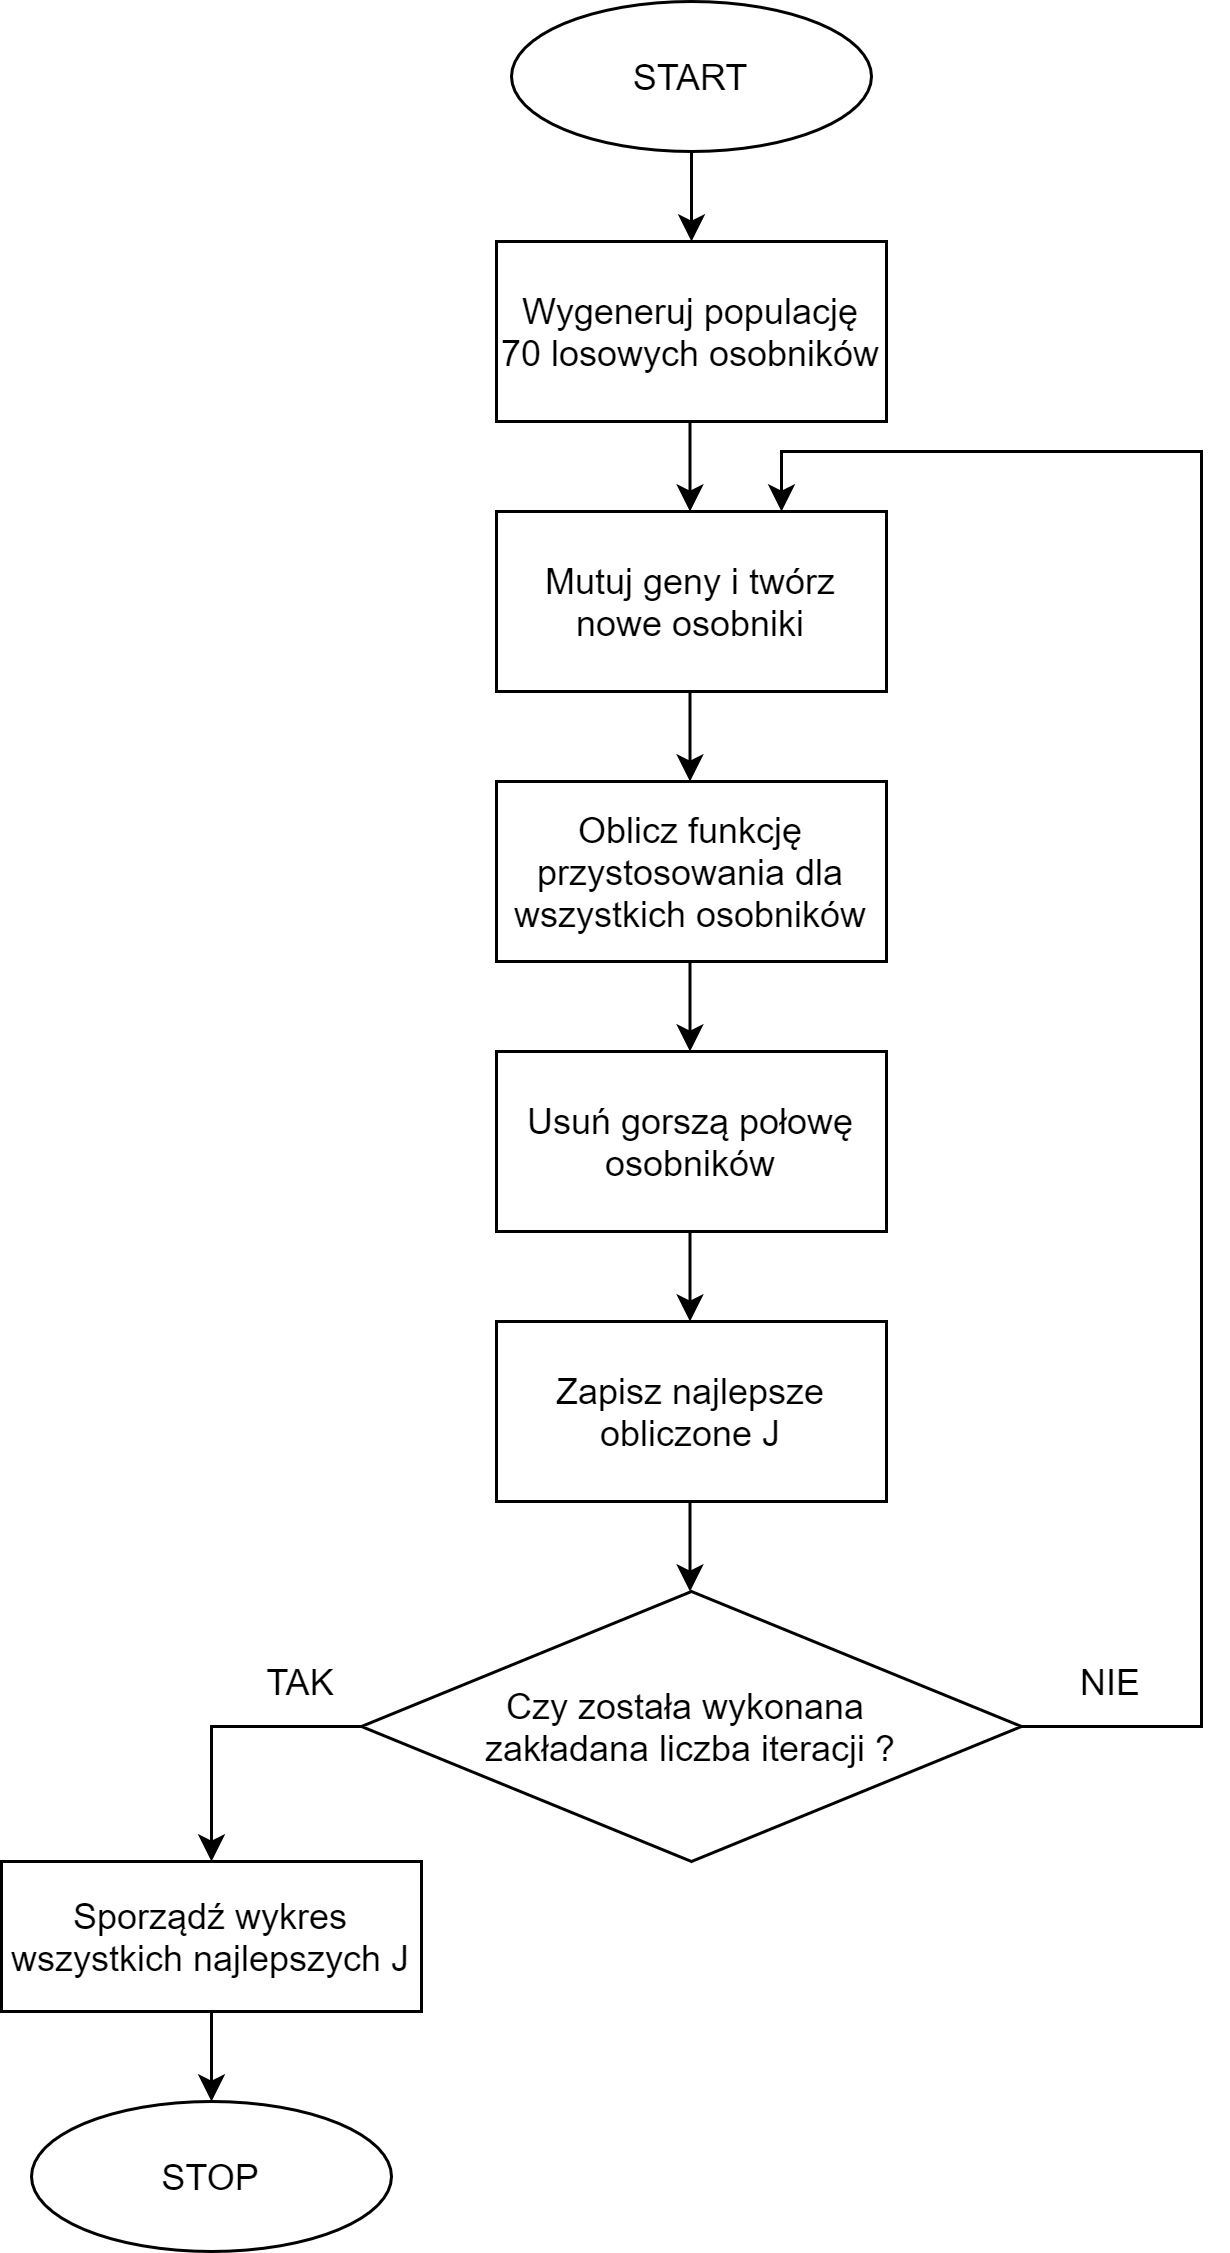 START
Wygeneruj populację
70 losowych osobników
Mutuj geny i twórz
nowe osobniki
Oblicz funkcję
przystosowania dla
wszystkich osobników
Usuń gorszą połowę
osobników
Zapisz najlepsze
obliczone J
Czy została wykonana
zakładana liczba iteracji ?
TAK
NIE
Sporządź wykres
wszystkich najlepszych J
STOP